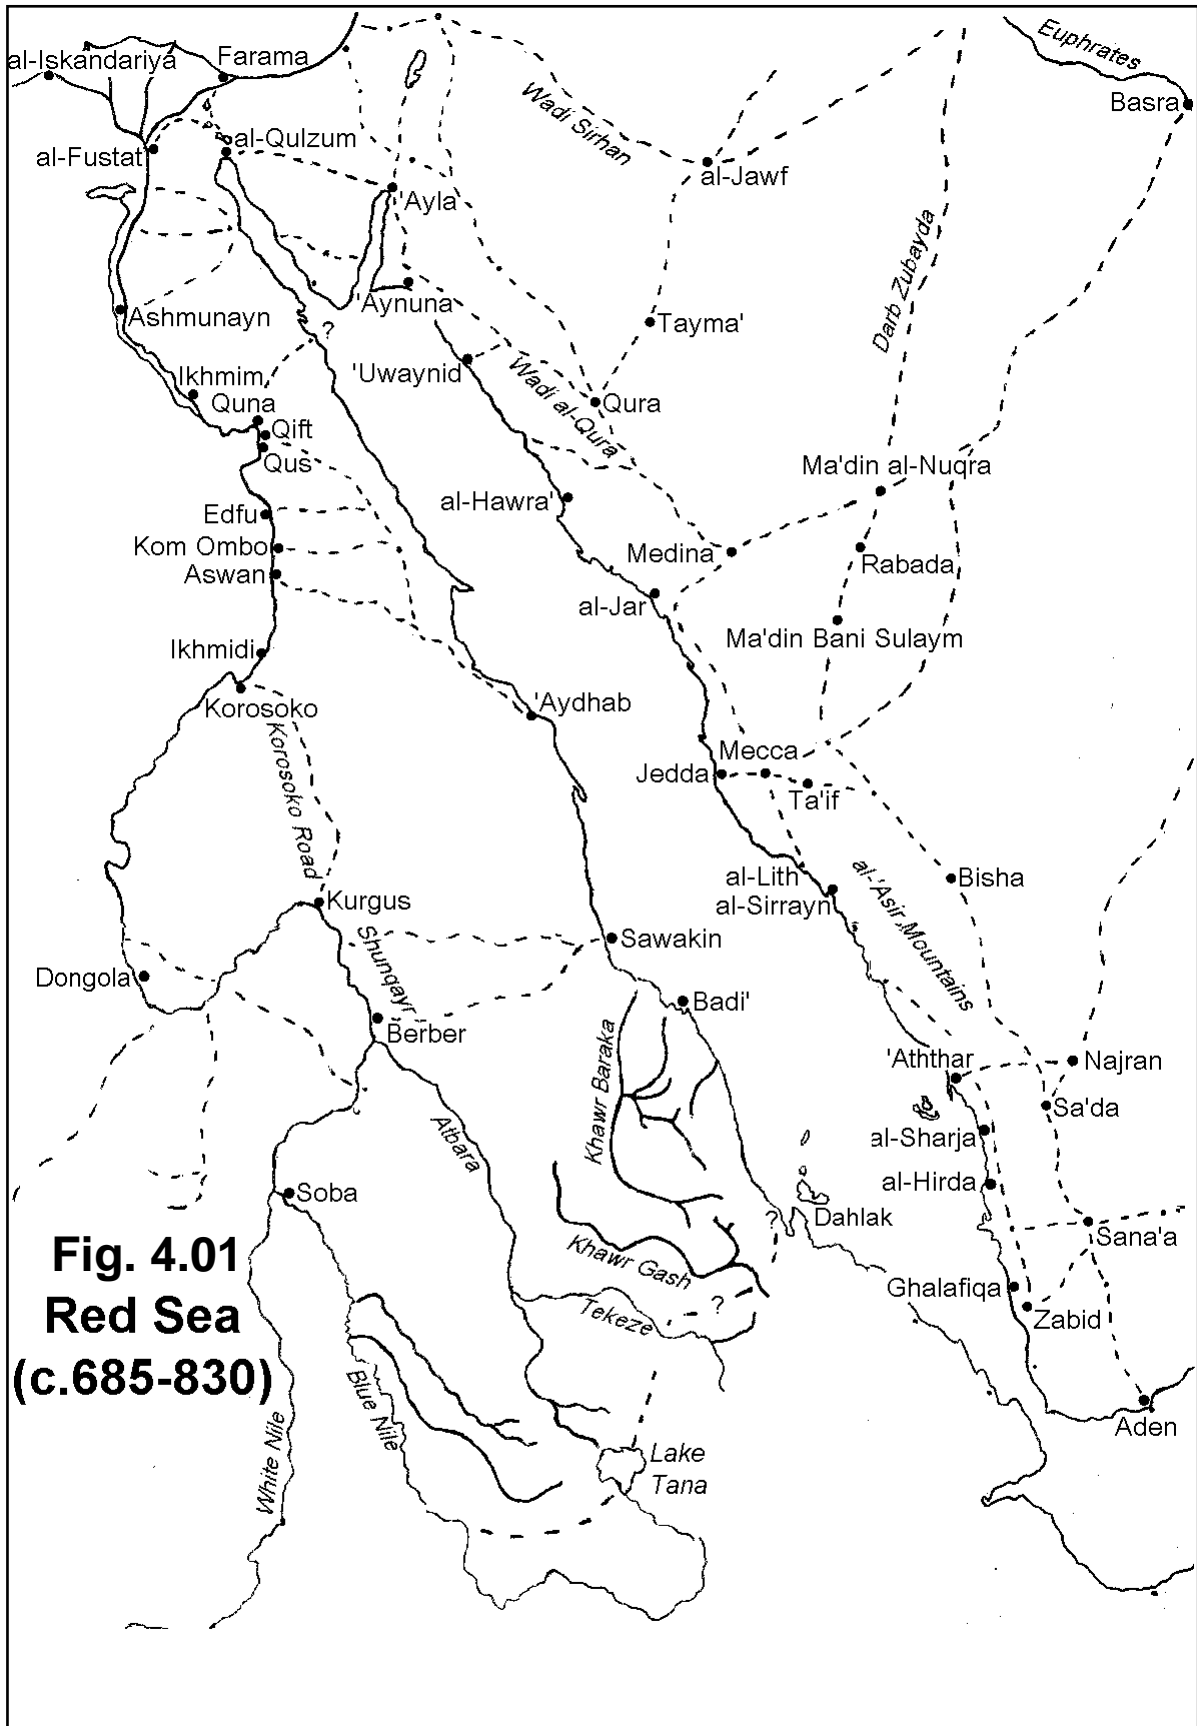 Euphrates
al-Iskandariya
Farama
Basra
Wadi Sirhan
al-Qulzum
al-Fustat
al-Jawf
'Ayla
Darb Zubayda
'Aynuna
Ashmunayn
?
Tayma'
'Uwaynid
Wadi al-Qura
Ikhmim
Quna
Qura
Qift
Qus
Ma'din al-Nuqra
al-Hawra'
Edfu
Kom Ombo
Medina
Rabada
Aswan
al-Jar
Ma'din Bani Sulaym
Ikhmidi
Korosoko
'Aydhab
Korosoko Road
Mecca
Jedda
Ta'if
al-Lith
al-Sirrayn
al-'Asir Mountains
Bisha
Kurgus
Shunqayr
Sawakin
Dongola
Badi'
Berber
Khawr Baraka
'Aththar
Najran
Sa'da
Atbara
al-Sharja
al-Hirda
Soba
?
Dahlak
Sana'a
Fig. 4.01
Red Sea
(c.685-830)
Khawr Gash
Ghalafiqa
Tekeze
?
Zabid
Blue Nile
White Nile
Aden
Lake
Tana